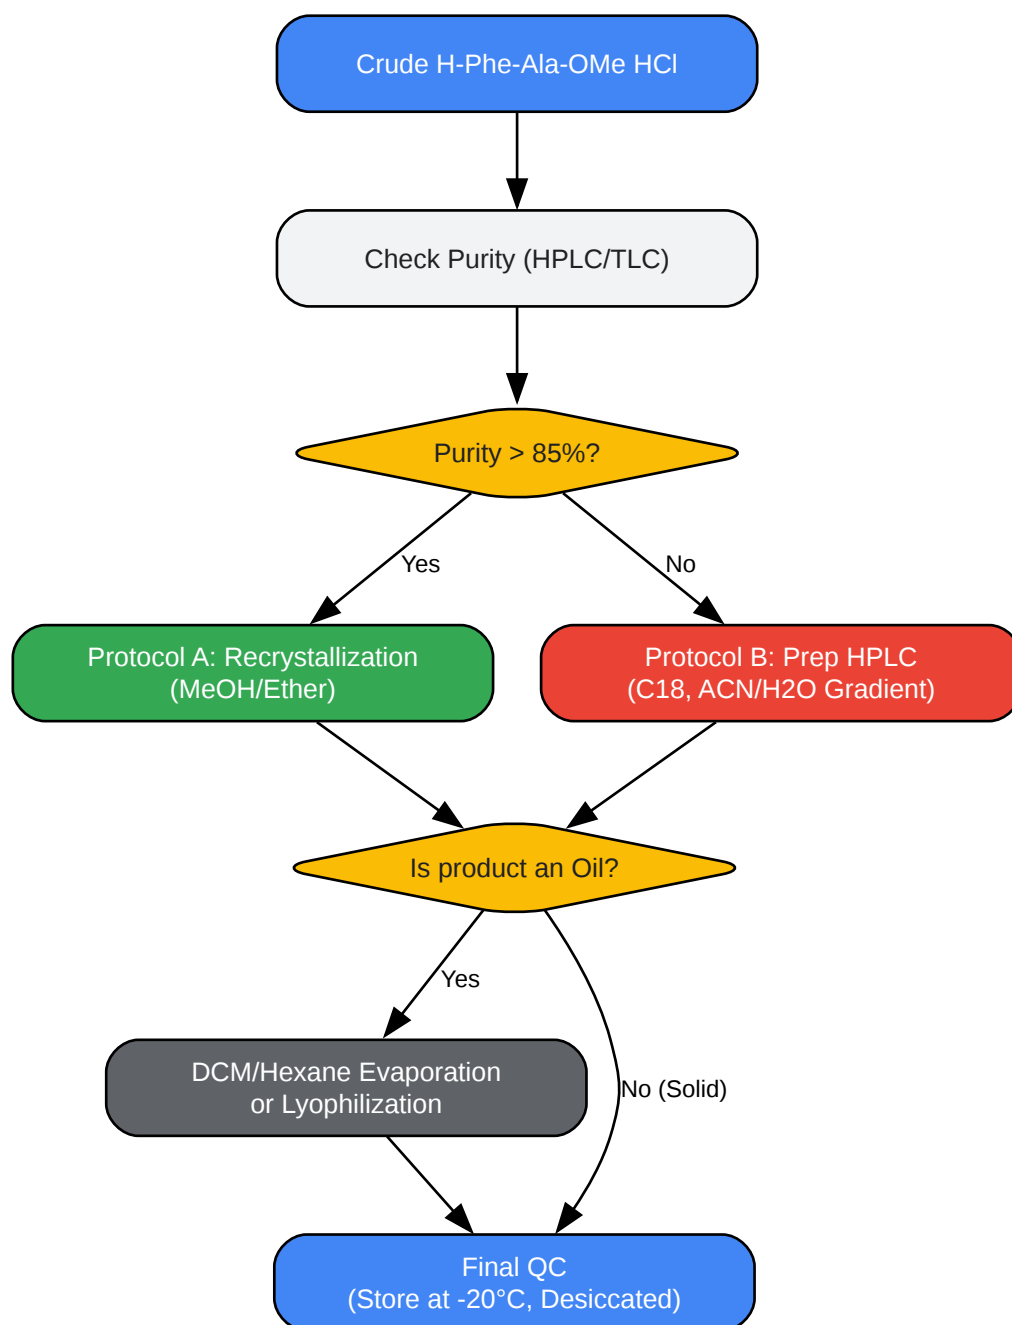 Crude H-Phe-Ala-OMe HCl
Check Purity (HPLC/TLC)
Purity > 85%?
Yes
No
Protocol A: Recrystallization
(MeOH/Ether)
Protocol B: Prep HPLC
(C18, ACN/H2O Gradient)
Is product an Oil?
Yes
DCM/Hexane Evaporation
or Lyophilization
No (Solid)
Final QC
(Store at -20°C, Desiccated)